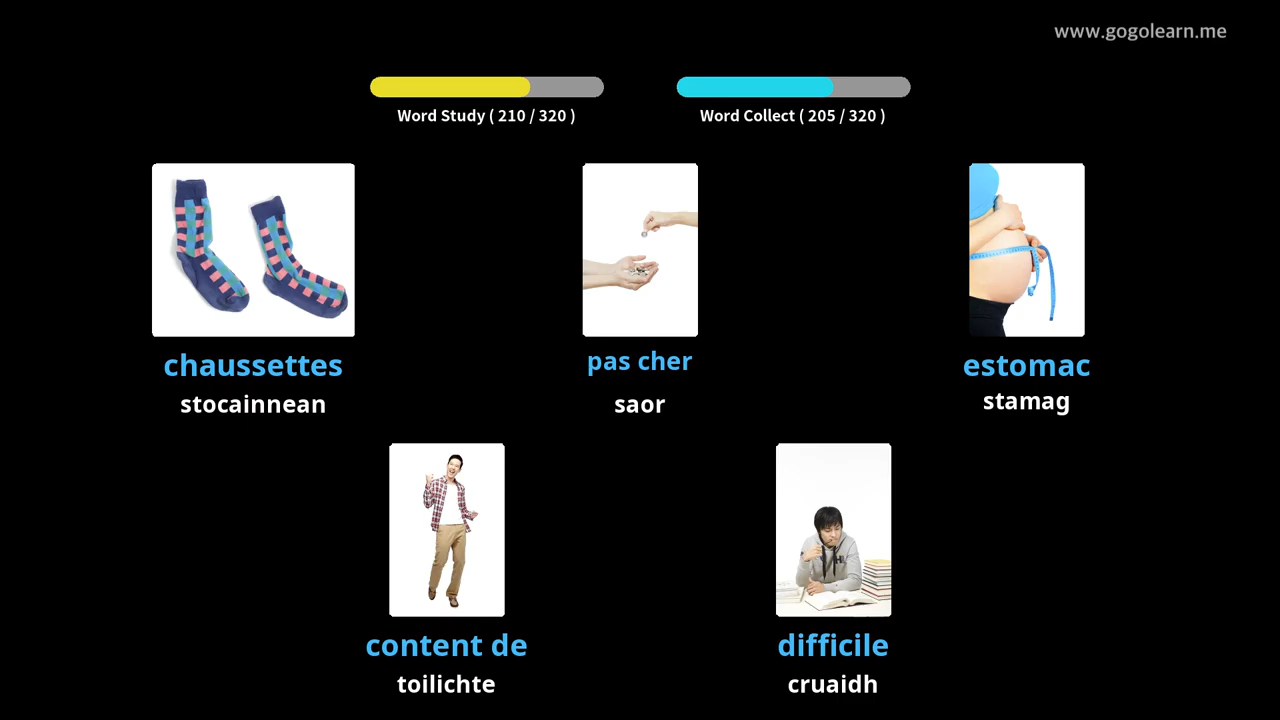 www.gogolearn.me
Word Study ( 210 / 320 )
Word Collect ( 205 / 320 )
chaussettes
stocainnean
pas cher
saor
estomac
stamag
content de
toilichte
difficile
cruaidh